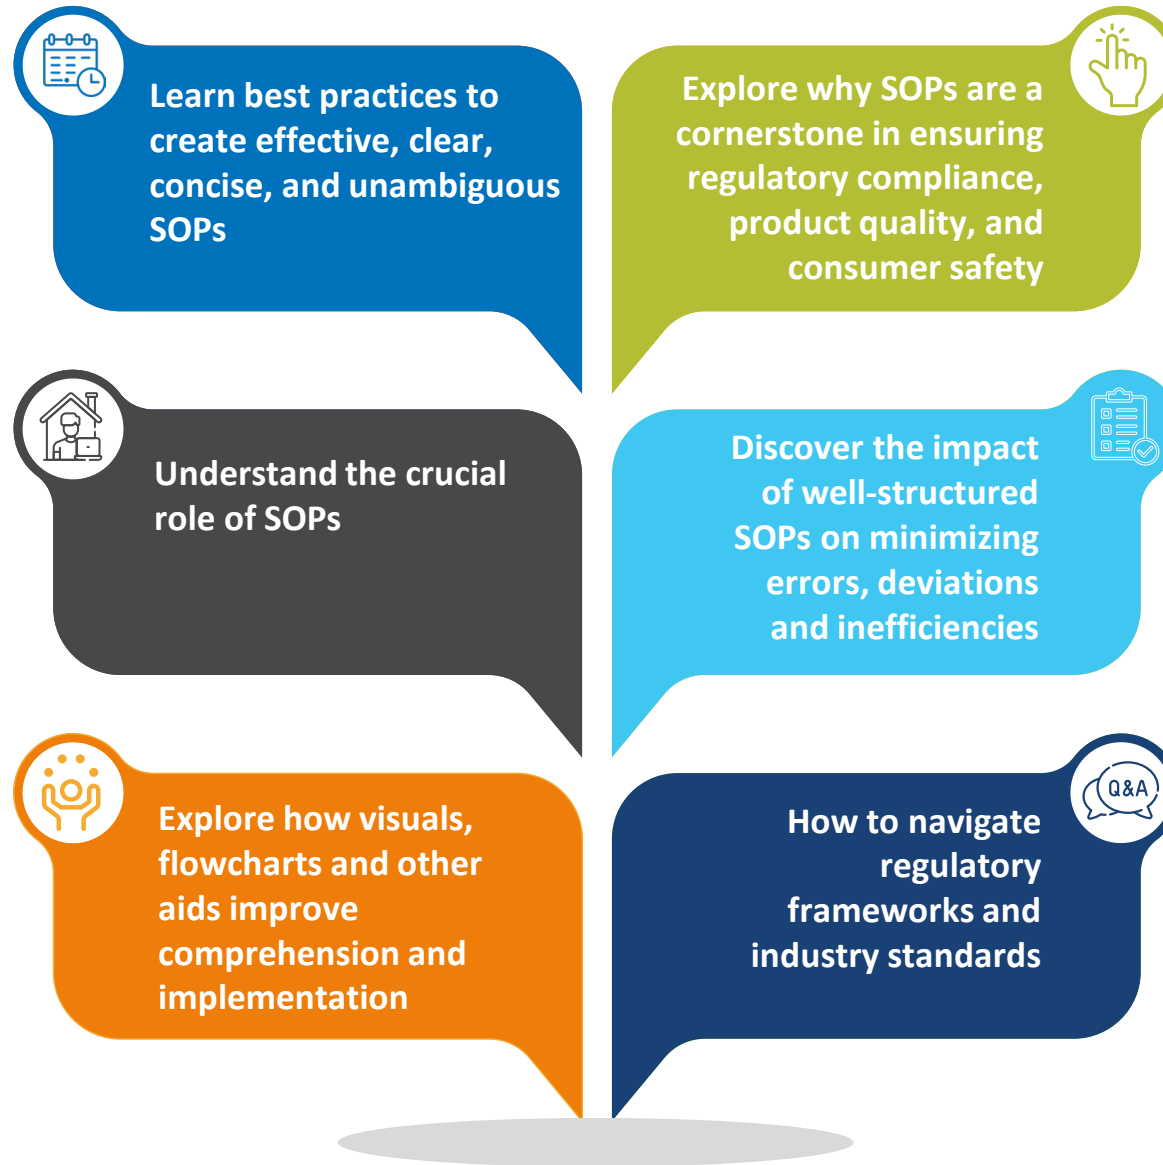 Learn best practices to
create effective, clear,
concise, and unambiguous
SOPs
Explore why SOPs are a
cornerstone in ensuring
regulatory compliance,
product quality, and
consumer safety
Understand the crucial
role of SOPs
Discover the impact
of well-structured
SOPs on minimizing
errors, deviations
and inefficiencies
Explore how visuals,
flowcharts and other
aids improve
comprehension and
implementation
Q&A
How to navigate
regulatory
frameworks and
industry standards